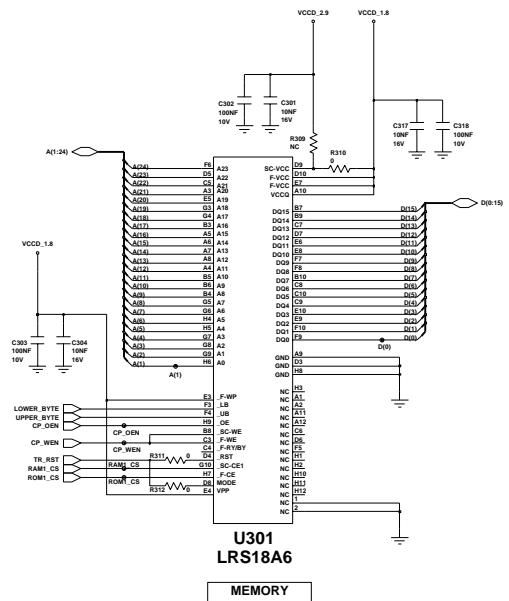 VCCD_2.9
VCCD_1.8
C302
100NF
10V
C301
10NF
16V
R309
NC
R310
0
C317
10NF
16V
C318
100NF
10V
A(1:24)
D(0:15)
A(24) F6 A23
A(23) D5 A22
A(22) C5 A21
A(21) A3 A20
A(20) E5 A19
A(19) G3 A18
A(18) G4 A17
A(17) B3 A16
A(16) A5 A15
A(15) A6 A14
A(14) A7 A13
A(13) A8 A12
A(12) A4 A11
A(11) B5 A10
A(10) B6 A9
A(9) B4 A8
A(8) G5 A7
A(7) G6 A6
A(6) H4 A5
A(5) H5 A4
A(4) G7 A3
A(3) G8 A2
A(2) G9 A1
A(1) H6 A0
A(1)
SC-VCC D9
F-VCC D10
F-VCC E7
VCCQ A10
DQ15 B7 D(15)
DQ14 B9 D(14)
DQ13 C7 D(13)
DQ12 D7 D(12)
DQ11 E6 D(11)
DQ10 E8 D(10)
DQ9 F7 D(9)
DQ8 F8 D(8)
DQ7 B10 D(7)
DQ6 C8 D(6)
DQ5 C10 D(5)
DQ4 C9 D(4)
DQ3 E10 D(3)
DQ2 E9 D(2)
DQ1 F10 D(1)
DQ0 F9 D(0)
D(0)
GND A9
GND D3
GND H8
NC H3
NC A1
NC A2
NC A11
NC A12
NC C6
NC D6
NC F5
NC H1
NC H2
NC H10
NC H11
NC H12
NC 1
NC 2
VCCD_1.8
C303
100NF
10V
C304
10NF
16V
E3 _F-WP
LOWER_BYTE F3 _LB
UPPER_BYTE F4 _UB
CP_OEN CP_OEN H9 _OE
B8 _SC-WE
CP_WEN CP_WEN C3 _F-WE
C4 _F-RY/BY
TR_RST R311 0 D4 _RST
RAM1_CS RAM1_CS G10 _SC-CE1
ROM1_CS ROM1_CS H7 _F-CE
R312 0 D8 MODE
E4 VPP
U301
LRS18A6
MEMORY